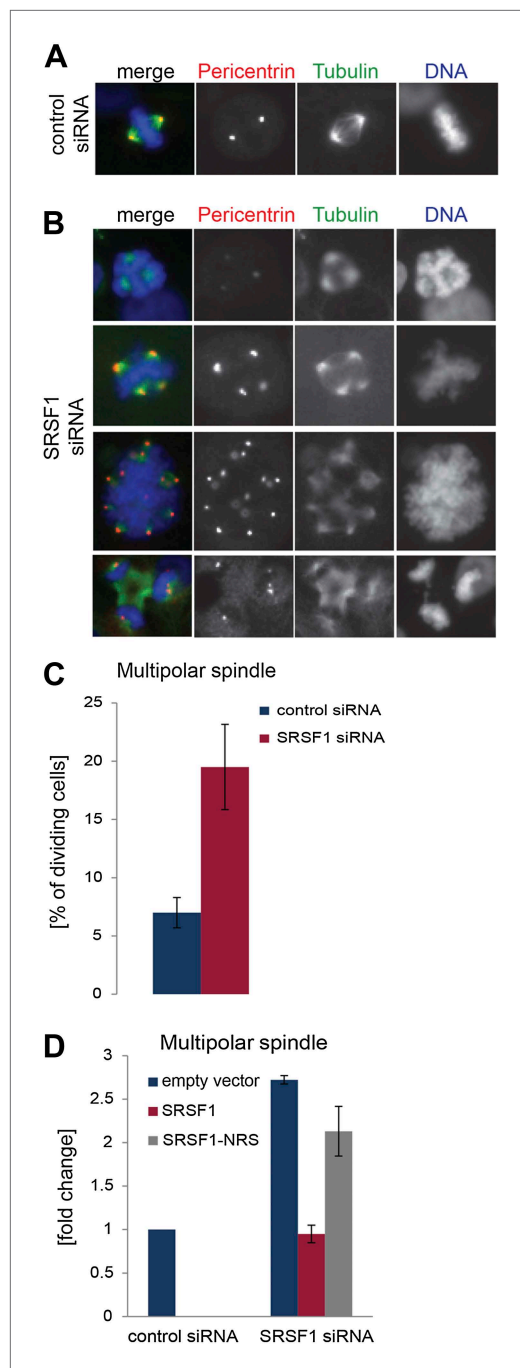 A
merge Pericentrin Tubulin DNA
control
siRNA
B
merge Pericentrin Tubulin DNA
SRSF1
siRNA
C
Multipolar spindle
control siRNA
SRSF1 siRNA
[% of dividing cells]
25
20
15
10
5
0
D
Multipolar spindle
empty vector
SRSF1
SRSF1-NRS
[fold change]
3
2.5
2
1.5
1
0.5
0
control siRNA SRSF1 siRNA